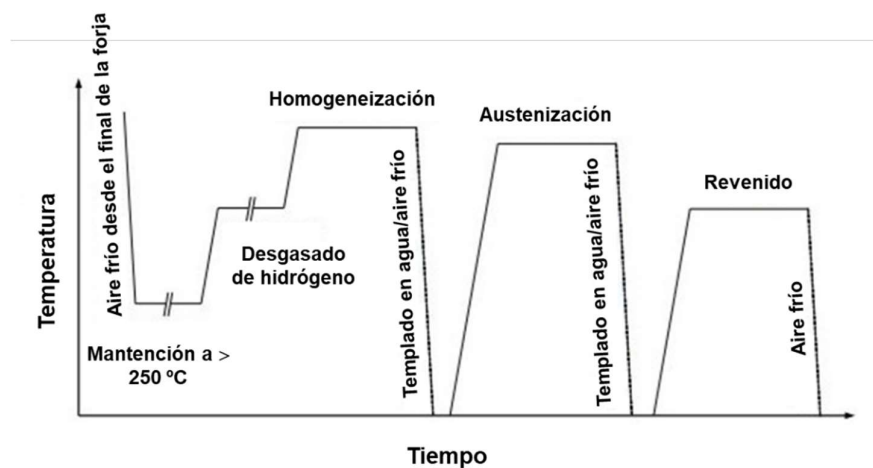 Temperatura
Aire frío desde el final de la forja
Mantención a >
250 ºC
Desgasado
de hidrógeno
Homogeneización
Templado en agua/aire frío
Austenización
Templado en agua/aire frío
Revenido
Aire frío
Tiempo